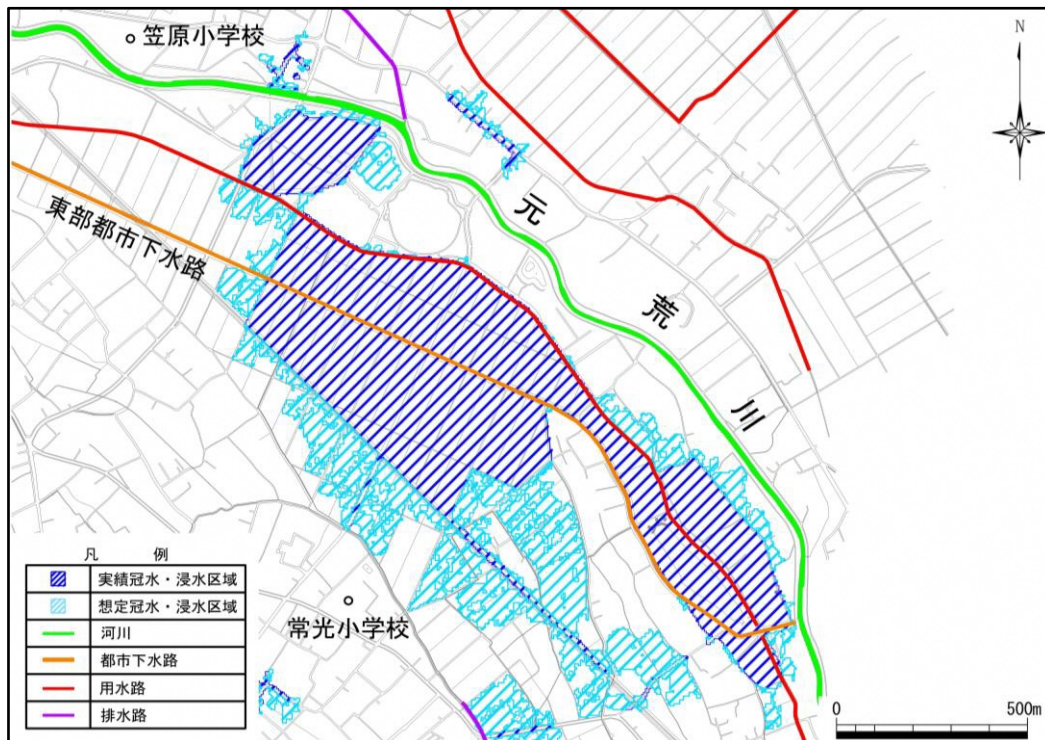 笠原小学校
N
東部都市下水路
元荒川
常光小学校
凡 例
実績冠水・浸水区域
想定冠水・浸水区域
河川
都市下水路
用水路
排水路
0 500m